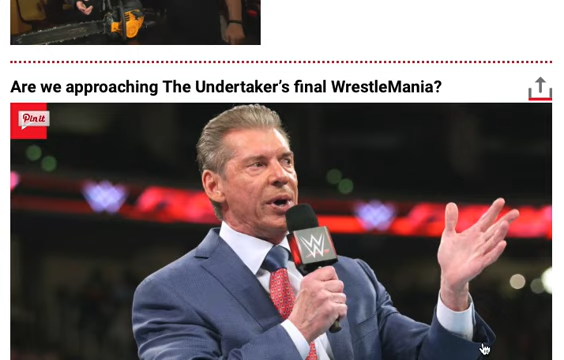 Are we approaching The Undertaker's final WrestleMania?
Pin it
W